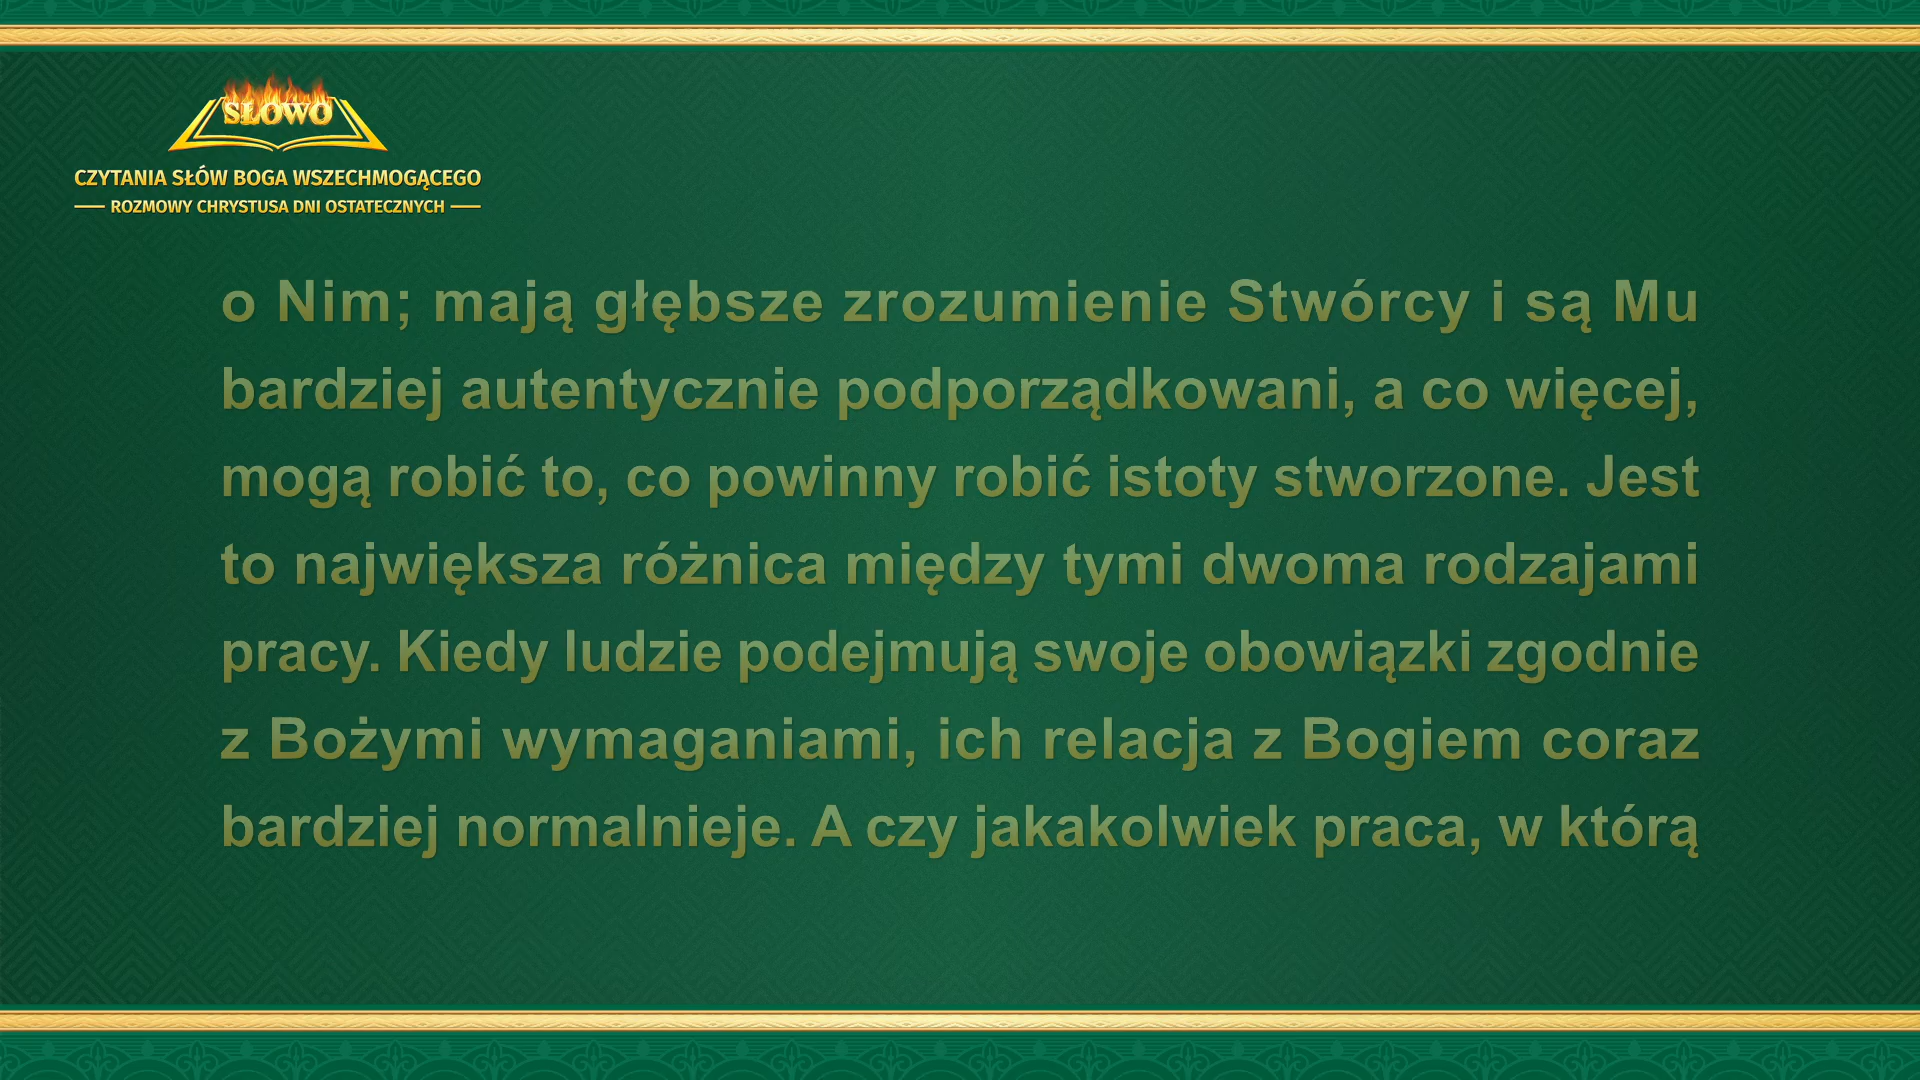 SŁOWO
CZYTANIA SŁÓW BOGA WSZECHMOGĄCEGO
ROZMOWY CHRYSTUSA DNI OSTATECZNYCH
o Nim; mają głębsze zrozumienie Stwórcy i są Mu
bardziej autentycznie podporządkowani, a co więcej,
mogą robić to, co powinny robić istoty stworzone. Jest
to największa różnica między tymi dwoma rodzajami
pracy. Kiedy ludzie podejmują swoje obowiązki zgodnie
z Bożymi wymaganiami, ich relacja z Bogiem coraz
bardziej normalnieje. A czy jakakolwiek praca, w którą